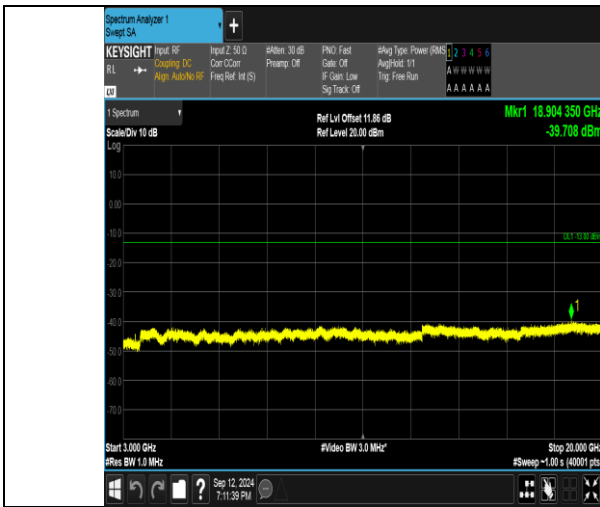 Spectrum Analyzer 1
Swept SA
+
KEYSIGHT Input: RF Input Z: 50 Ω #Atten: 30 dB PNO: Fast #Avg Type: Power (RMS 1 2 3 4 5 6
RL Coupling: DC Corr CCorr Preamp: Off Gate: Off Avg|Hold: 1/1 A W W W W W
Align: Auto/No RF Freq Ref: Int (S) IF Gain: Low Trig: Free Run
LXI Sig Track: Off A A A A A A
1 Spectrum Ref Lvl Offset 11.86 dB Mkr1 18.904 350 GHz
Scale/Div 10 dB Ref Level 20.00 dBm -39.708 dBm
Log
10.0
0.00
-10.0
DL1 -13.00 dBm
-20.0
-30.0
1
-40.0
-50.0
-60.0
-70.0
Start 3.000 GHz #Video BW 3.0 MHz* Stop 20.000 GHz
#Res BW 1.0 MHz #Sweep ~1.00 s (40001 pts
? Sep 12, 2024
7:11:39 PM